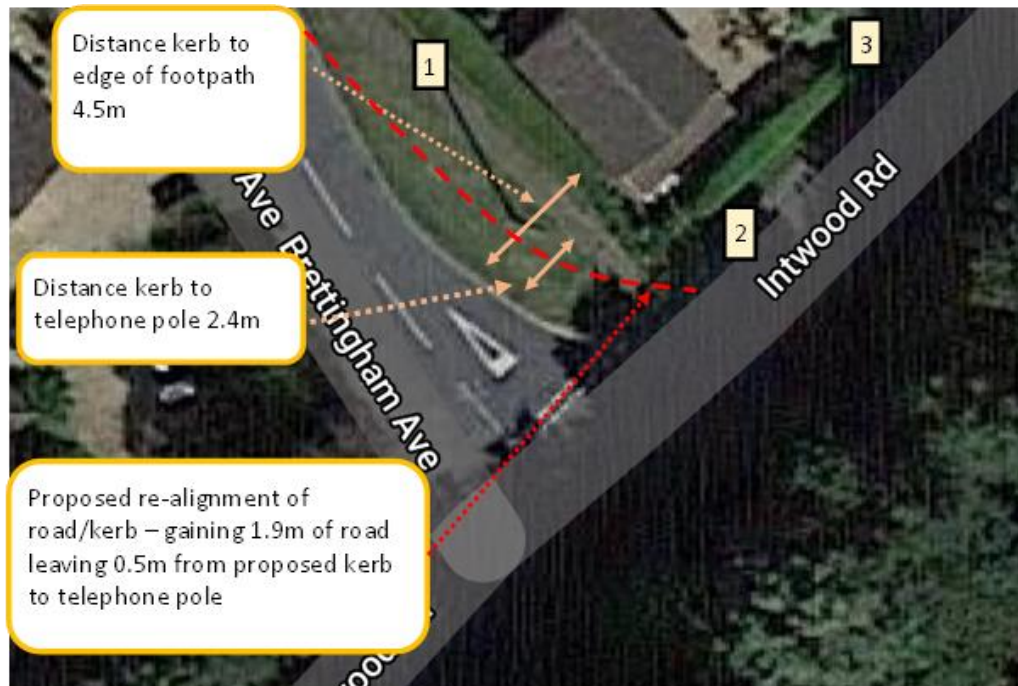 Distance kerb to
edge of footpath
4.5m
1
3
2
Intwood Rd
Ave
Brettingham Ave
Distance kerb to
telephone pole 2.4m
Proposed re-alignment of
road/kerb – gaining 1.9m of road
leaving 0.5m from proposed kerb
to telephone pole